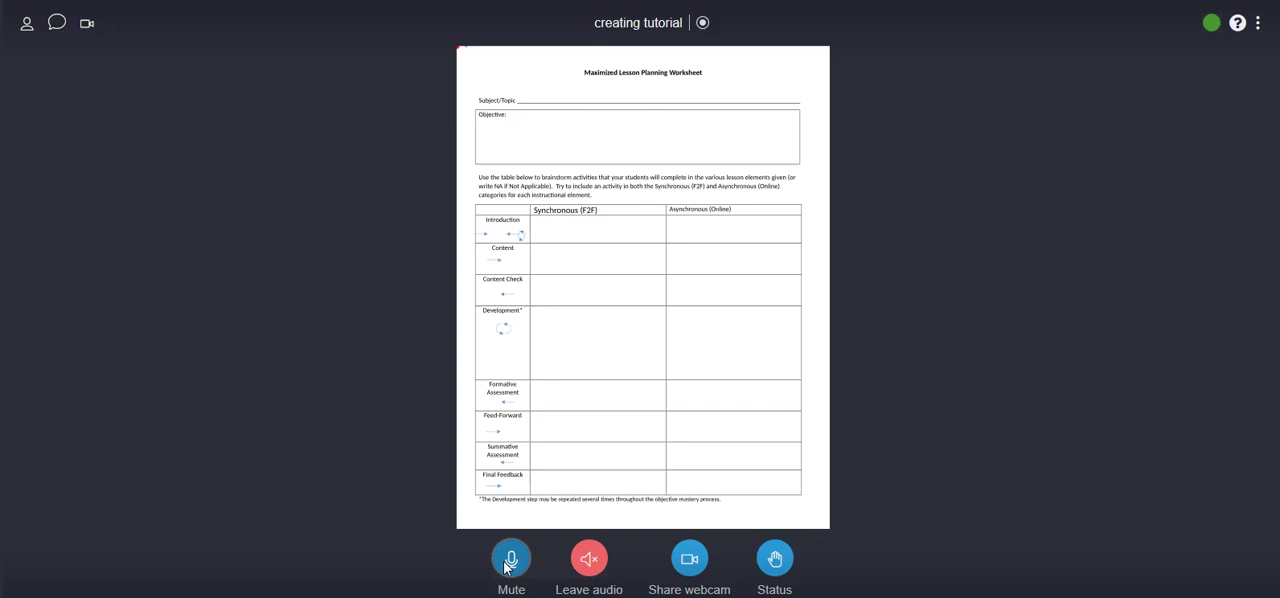 creating tutorial
Maximized Lesson Planning Worksheet
Subject/Topic
Objective:
Use the table below to brainstorm activities that your students will complete in the various lesson elements given (or
write NA if Not Applicable). Try to include an activity in both the Synchronous (F2F) and Asynchronous (Online)
categories for each instructional element.
Synchronous (F2F) Asynchronous (Online)
Introduction
Content
Content Check
Development*
Formative
Assessment
Feed-Forward
Summative
Assessment
Final Feedback
*The Development step may be repeated several times throughout the objective mastery process.
Mute Leave audio Share webcam Status